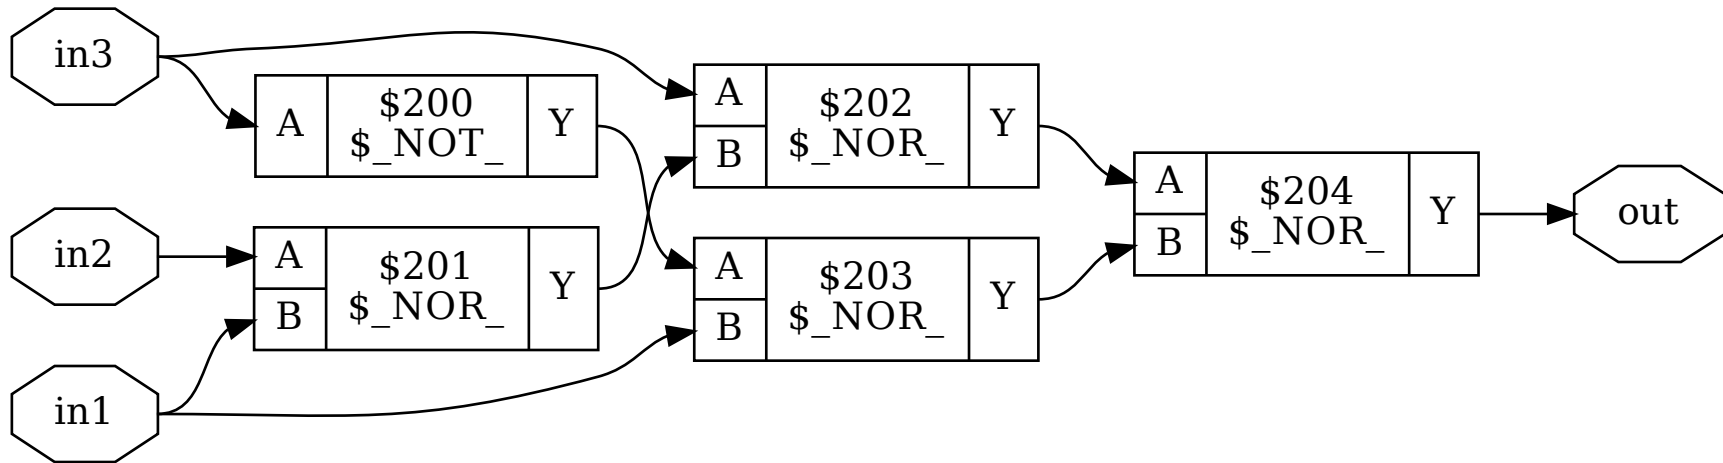 in3
A
$200
$_NOT_
Y
A
B
$202
$_NOR_
Y
in2
A
B
$201
$_NOR_
Y
A
B
$203
$_NOR_
Y
A
B
$204
$_NOR_
Y
out
in1